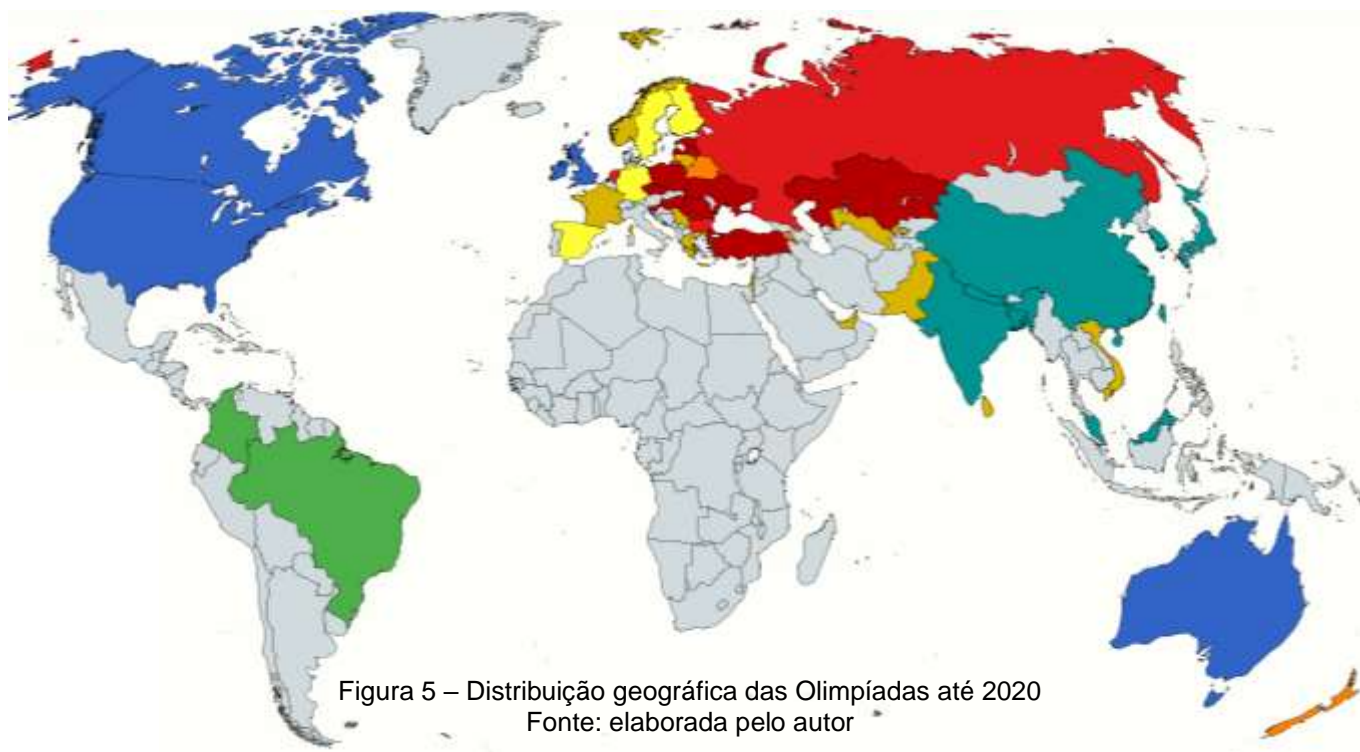 Figura 5 – Distribuição geográfica das Olimpíadas até 2020
Fonte: elaborada pelo autor